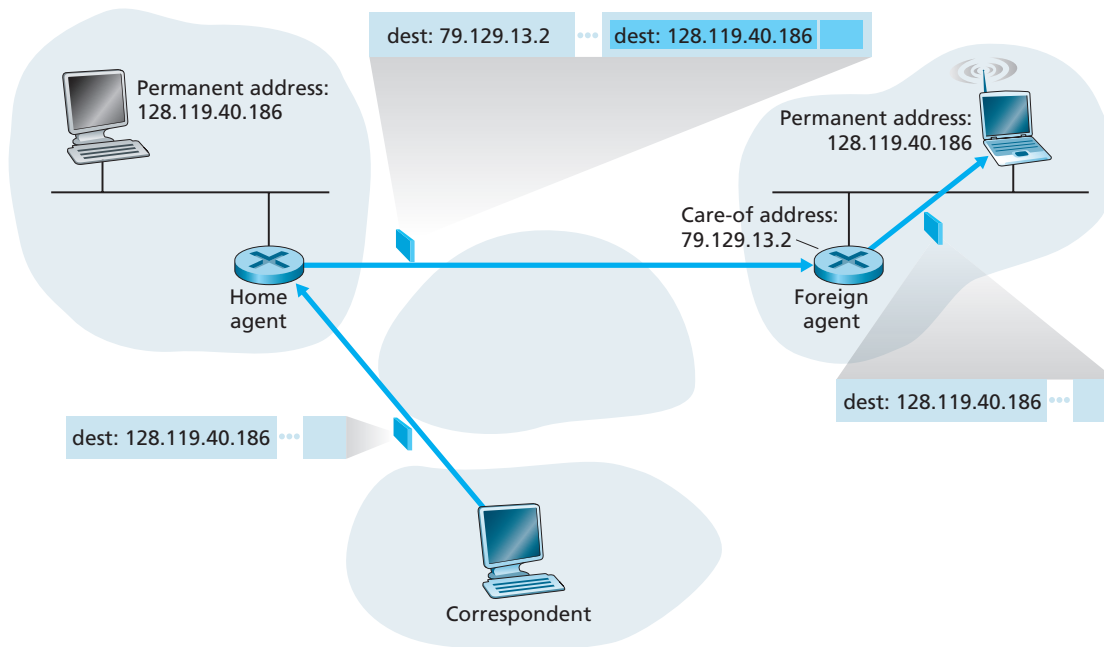 dest: 79.129.13.2
dest: 128.119.40.186
Permanent address:
128.119.40.186
Permanent address:
128.119.40.186
Care-of address:
79.129.13.2
Home
agent
Foreign
agent
dest: 128.119.40.186
dest: 128.119.40.186
Correspondent